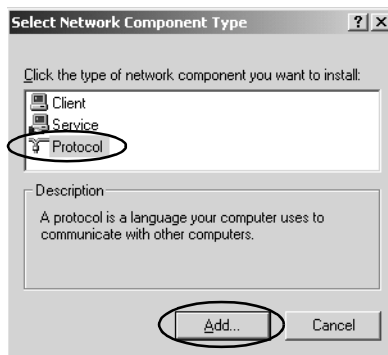 Select Network Component Type
Click the type of network component you want to install:
Client
Service
Protocol
Description
A protocol is a language your computer uses to
communicate with other computers.
Add...
Cancel